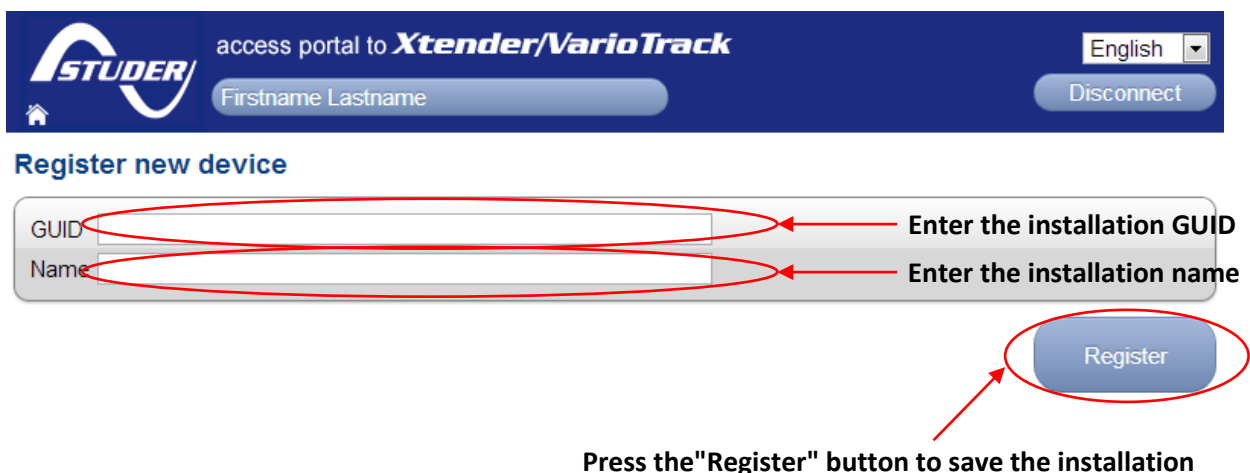 STUDER
access portal to Xtender/VarioTrack
English
Firstname Lastname
Disconnect
Register new device
GUID
Enter the installation GUID
Name
Enter the installation name
Register
Press the"Register" button to save the installation